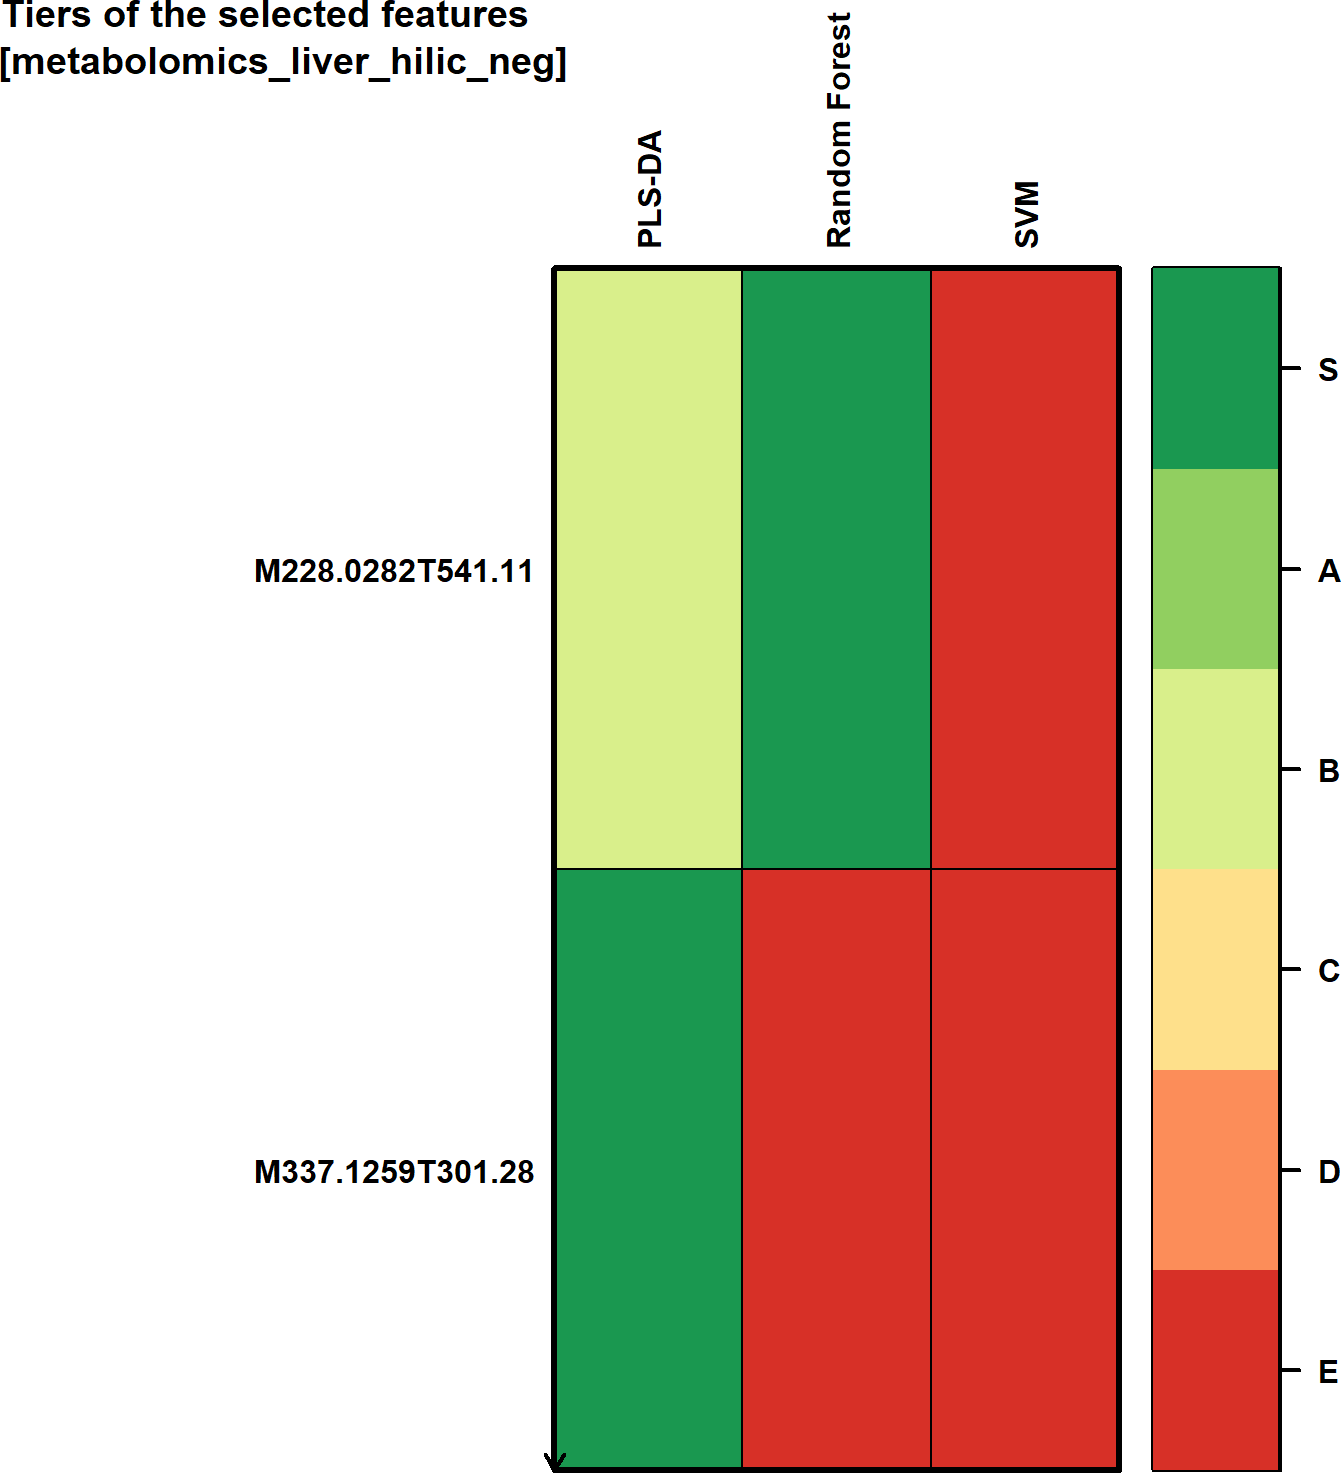 Tiers of the selected features
[metabolomics_liver_hilic_neg]
PLS-DA
Random Forest
SVM
M228.0282T541.11
M337.1259T301.28
S
A
B
C
D
E